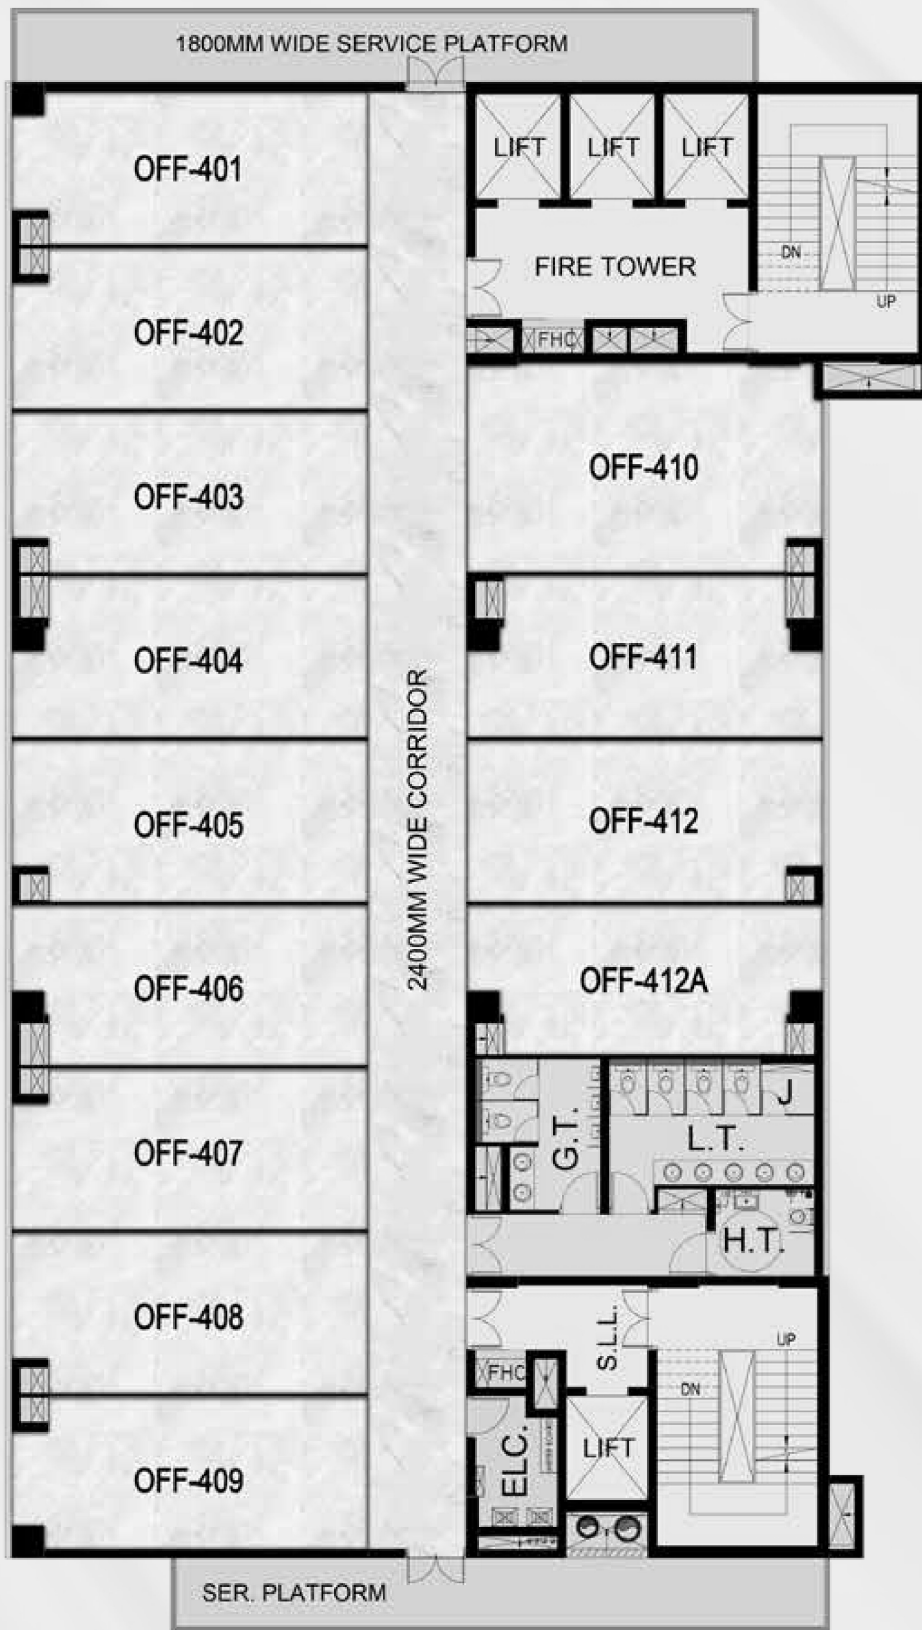 1800MM WIDE SERVICE PLATFORM
LIFT
LIFT
LIFT
OFF-401
DN
FIRE TOWER
UP
OFF-402
FHC
OFF-410
OFF-403
OFF-411
OFF-404
2400MM WIDE CORRIDOR
OFF-412
OFF-405
OFF-412A
OFF-406
J
G.T.
L.T.
OFF-407
H.T.
OFF-408
S.L.L.
UP
FHC
DN
LIFT
ELC.
OFF-409
SER. PLATFORM